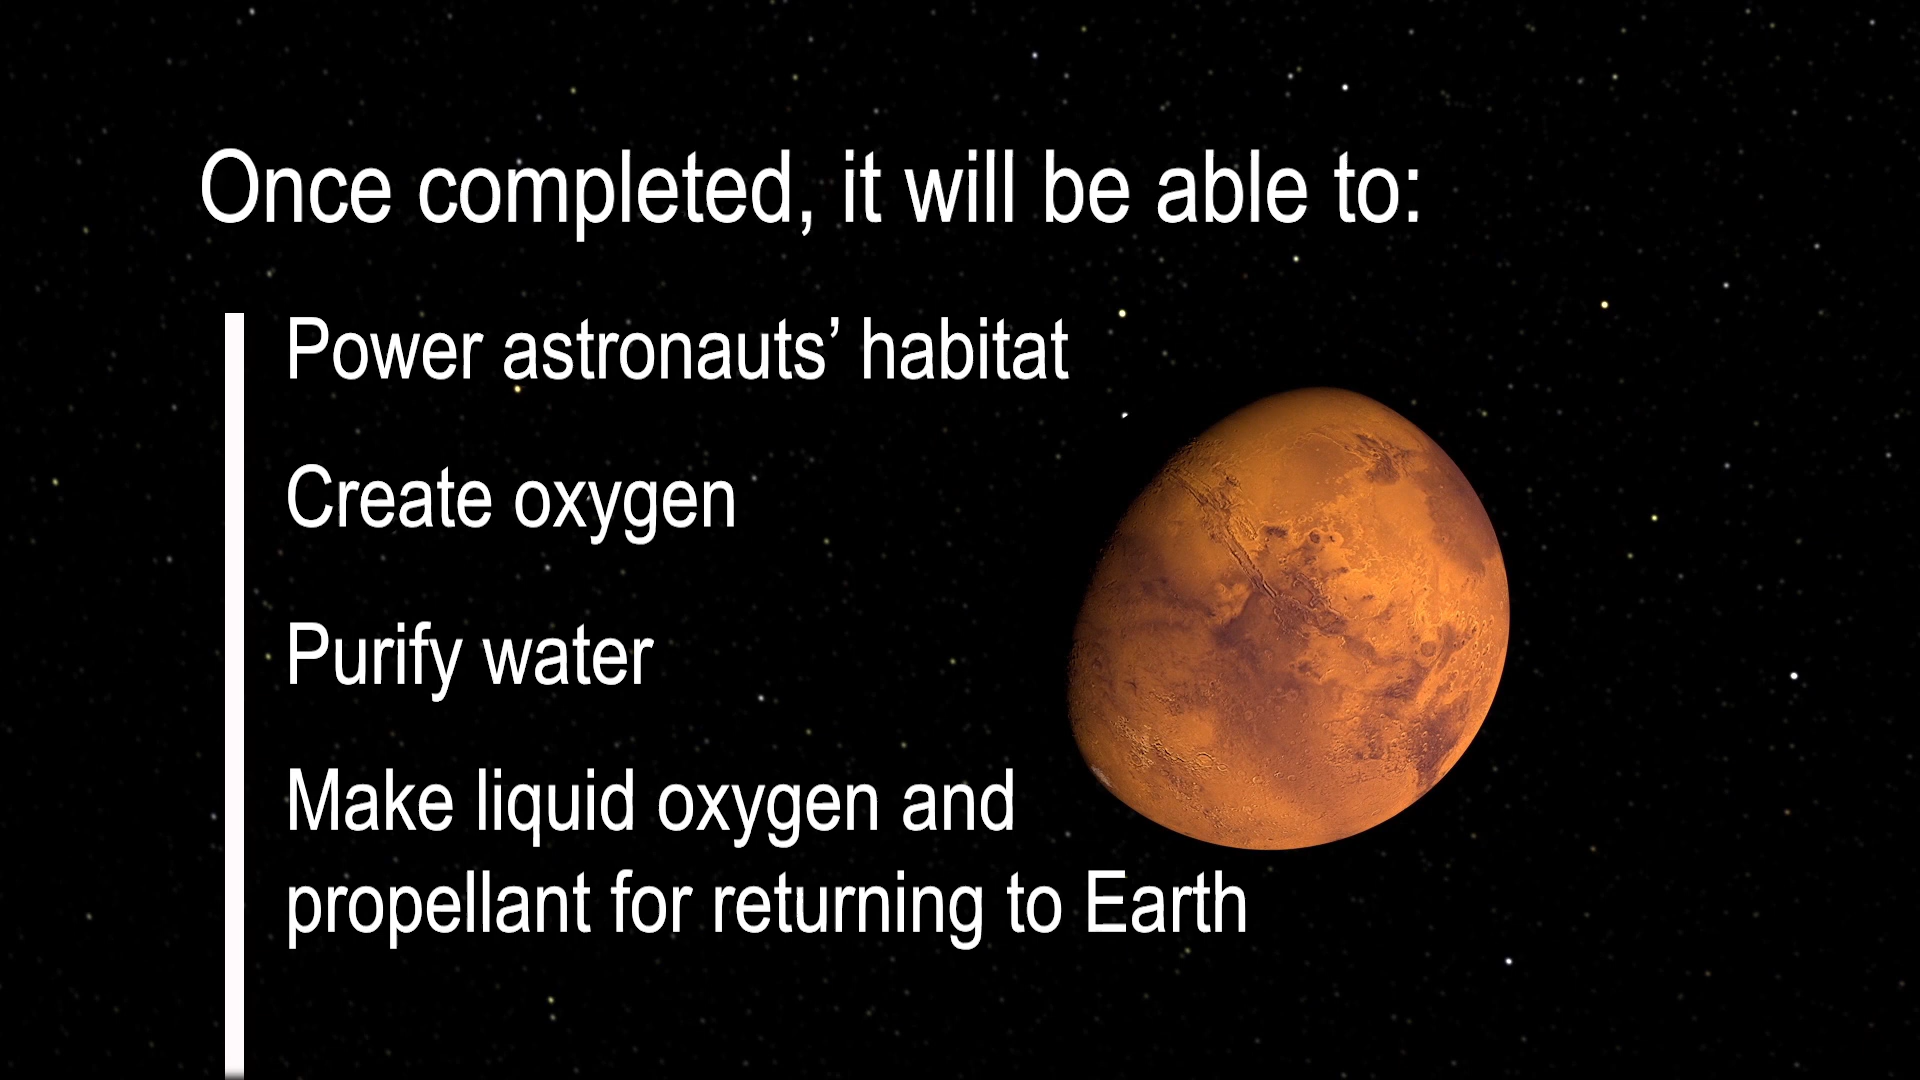 Once completed, it will be able to:
Power astronauts’ habitat
Create oxygen
Purify water
Make liquid oxygen and
propellant for returning to Earth